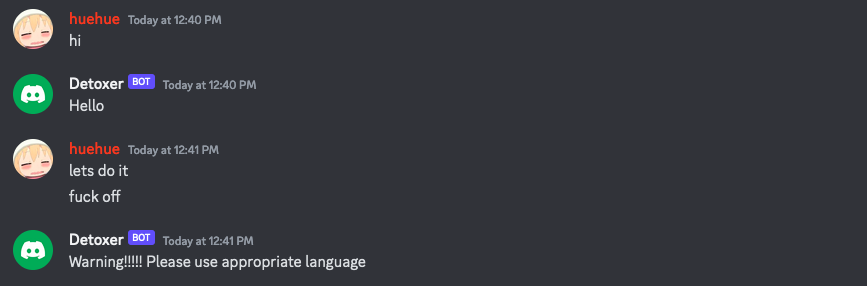 huehue Today at 12:40 PM
hi
Detoxer BOT Today at 12:40 PM
Hello
huehue Today at 12:41 PM
lets do it
fuck off
Detoxer BOT Today at 12:41 PM
Warning!!!!! Please use appropriate language